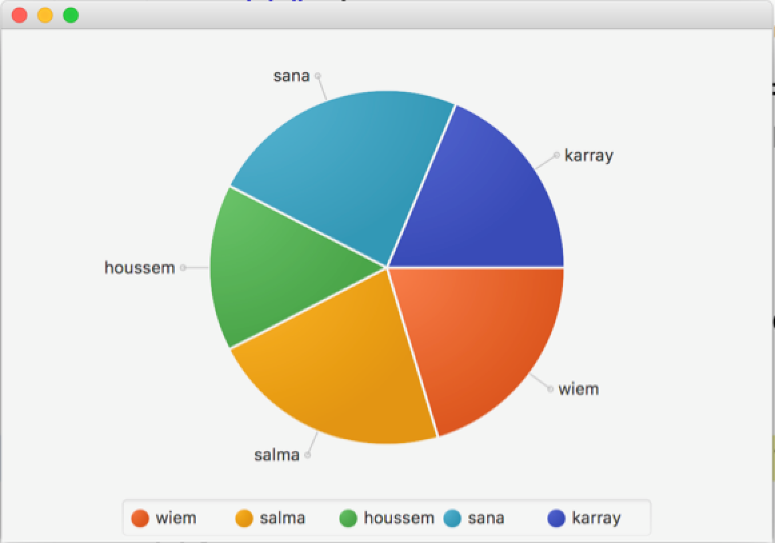 sana
karray
houssem
wiem
salma
wiem salma houssem sana karray